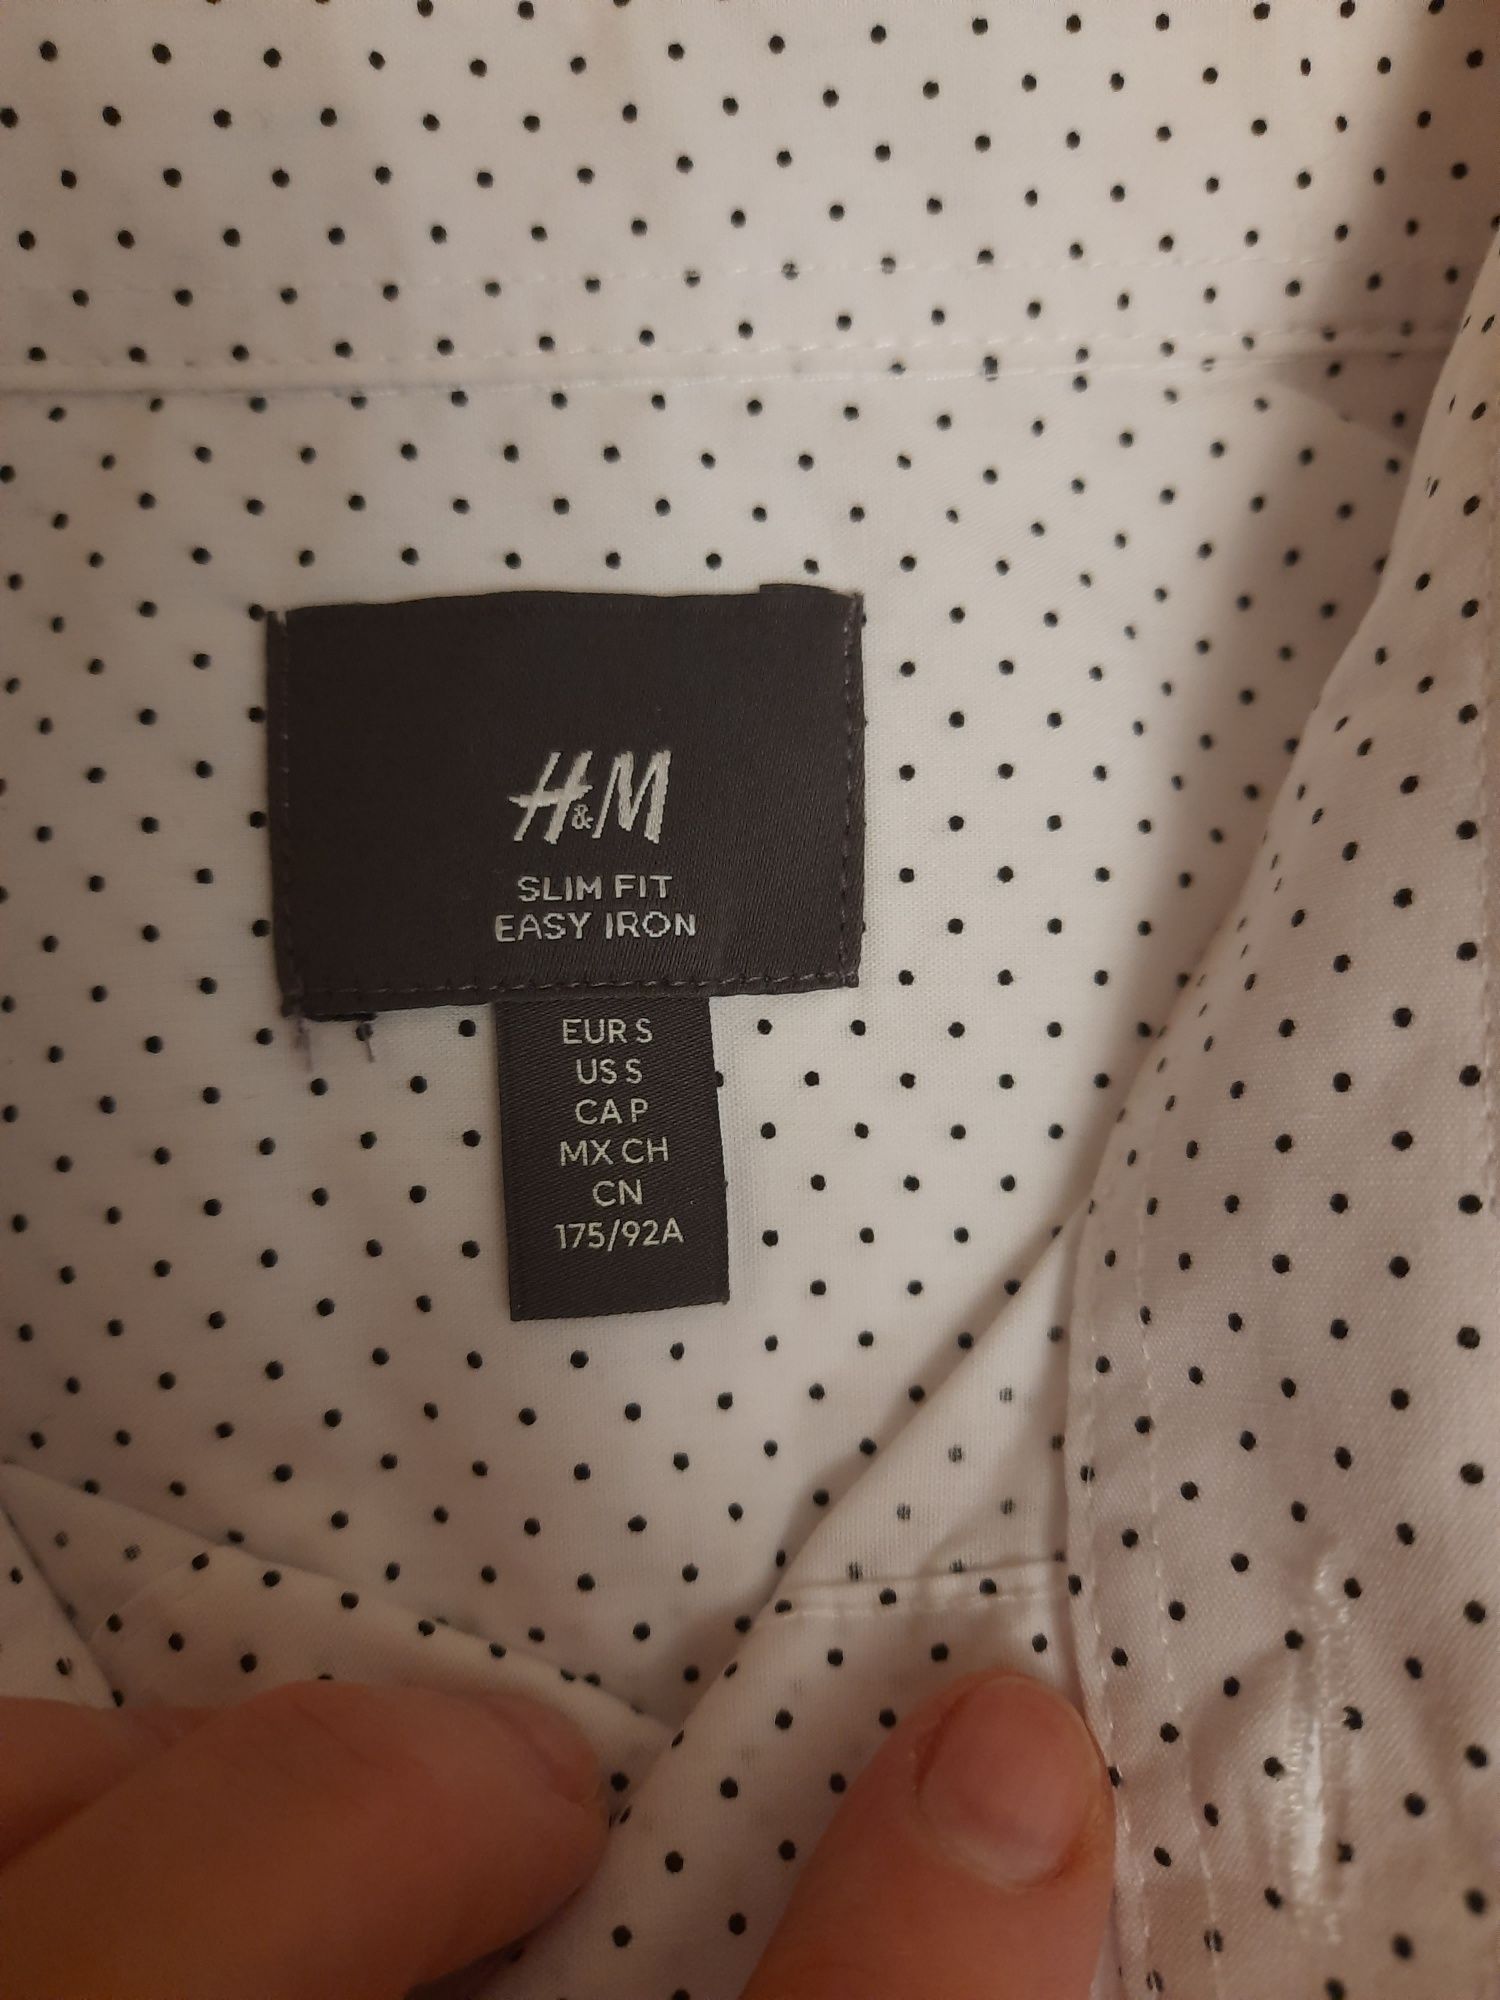 H&M
SLIM FIT
EASY IRON
EUR S
US S
CA P
MX CH
CN
175/92A